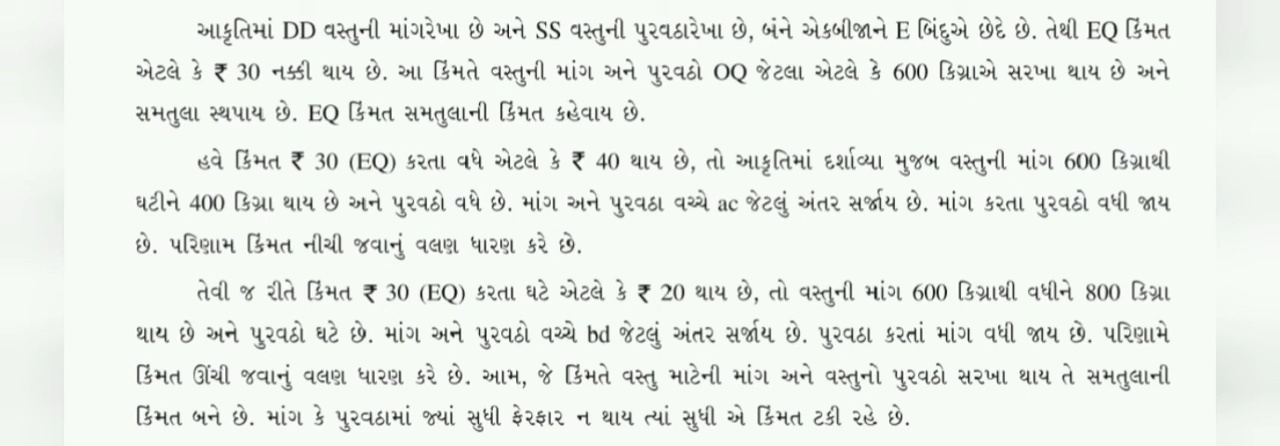 આકૃતિમાં DD વસ્તુની માંગરેખા છે અને SS વસ્તુની પુરવઠારેખા છે, બંને એકબીજાને E બિંદુએ છેદે છે. તેથી EQ કિંમત
એટલે કે ₹ 30 નક્કી થાય છે. આ કિંમતે વસ્તુની માંગ અને પુરવઠો OQ જેટલા એટલે કે 600 કિગ્રાએ સરખા થાય છે અને
સમતુલા સ્થપાય છે. EQ કિંમત સમતુલાની કિંમત કહેવાય છે.
હવે કિંમત ₹ 30 (EQ) કરતા વધે એટલે કે ₹ 40 થાય છે, તો આકૃતિમાં દર્શાવ્યા મુજબ વસ્તુની માંગ 600 કિગ્રાથી
ઘટીને 400 કિગ્રા થાય છે અને પુરવઠો વધે છે. માંગ અને પુરવઠા વચ્ચે ac જેટલું અંતર સર્જાય છે. માંગ કરતા પુરવઠો વધી જાય
છે. પરિણામ કિંમત નીચી જવાનું વલણ ધારણ કરે છે.
તેવી જ રીતે કિંમત ₹ 30 (EQ) કરતા ઘટે એટલે કે ₹ 20 થાય છે, તો વસ્તુની માંગ 600 કિગ્રાથી વધીને 800 કિગ્રા
થાય છે અને પુરવઠો ઘટે છે. માંગ અને પુરવઠો વચ્ચે bd જેટલું અંતર સર્જાય છે. પુરવઠા કરતાં માંગ વધી જાય છે. પરિણામે
કિંમત ઊંચી જવાનું વલણ ધારણ કરે છે. આમ, જે કિંમતે વસ્તુ માટેની માંગ અને વસ્તુનો પુરવઠો સરખા થાય તે સમતુલાની
કિંમત બને છે. માંગ કે પુરવઠામાં જ્યાં સુધી ફેરફાર ન થાય ત્યાં સુધી એ કિંમત ટકી રહે છે.